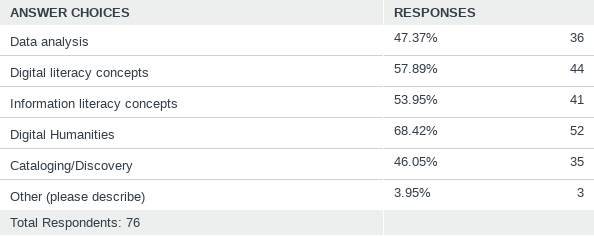 ANSWER CHOICES RESPONSES
Data analysis 47.37% 36
Digital literacy concepts 57.89% 44
Information literacy concepts 53.95% 41
Digital Humanities 68.42% 52
Cataloging/Discovery 46.05% 35
Other (please describe) 3.95% 3
Total Respondents: 76